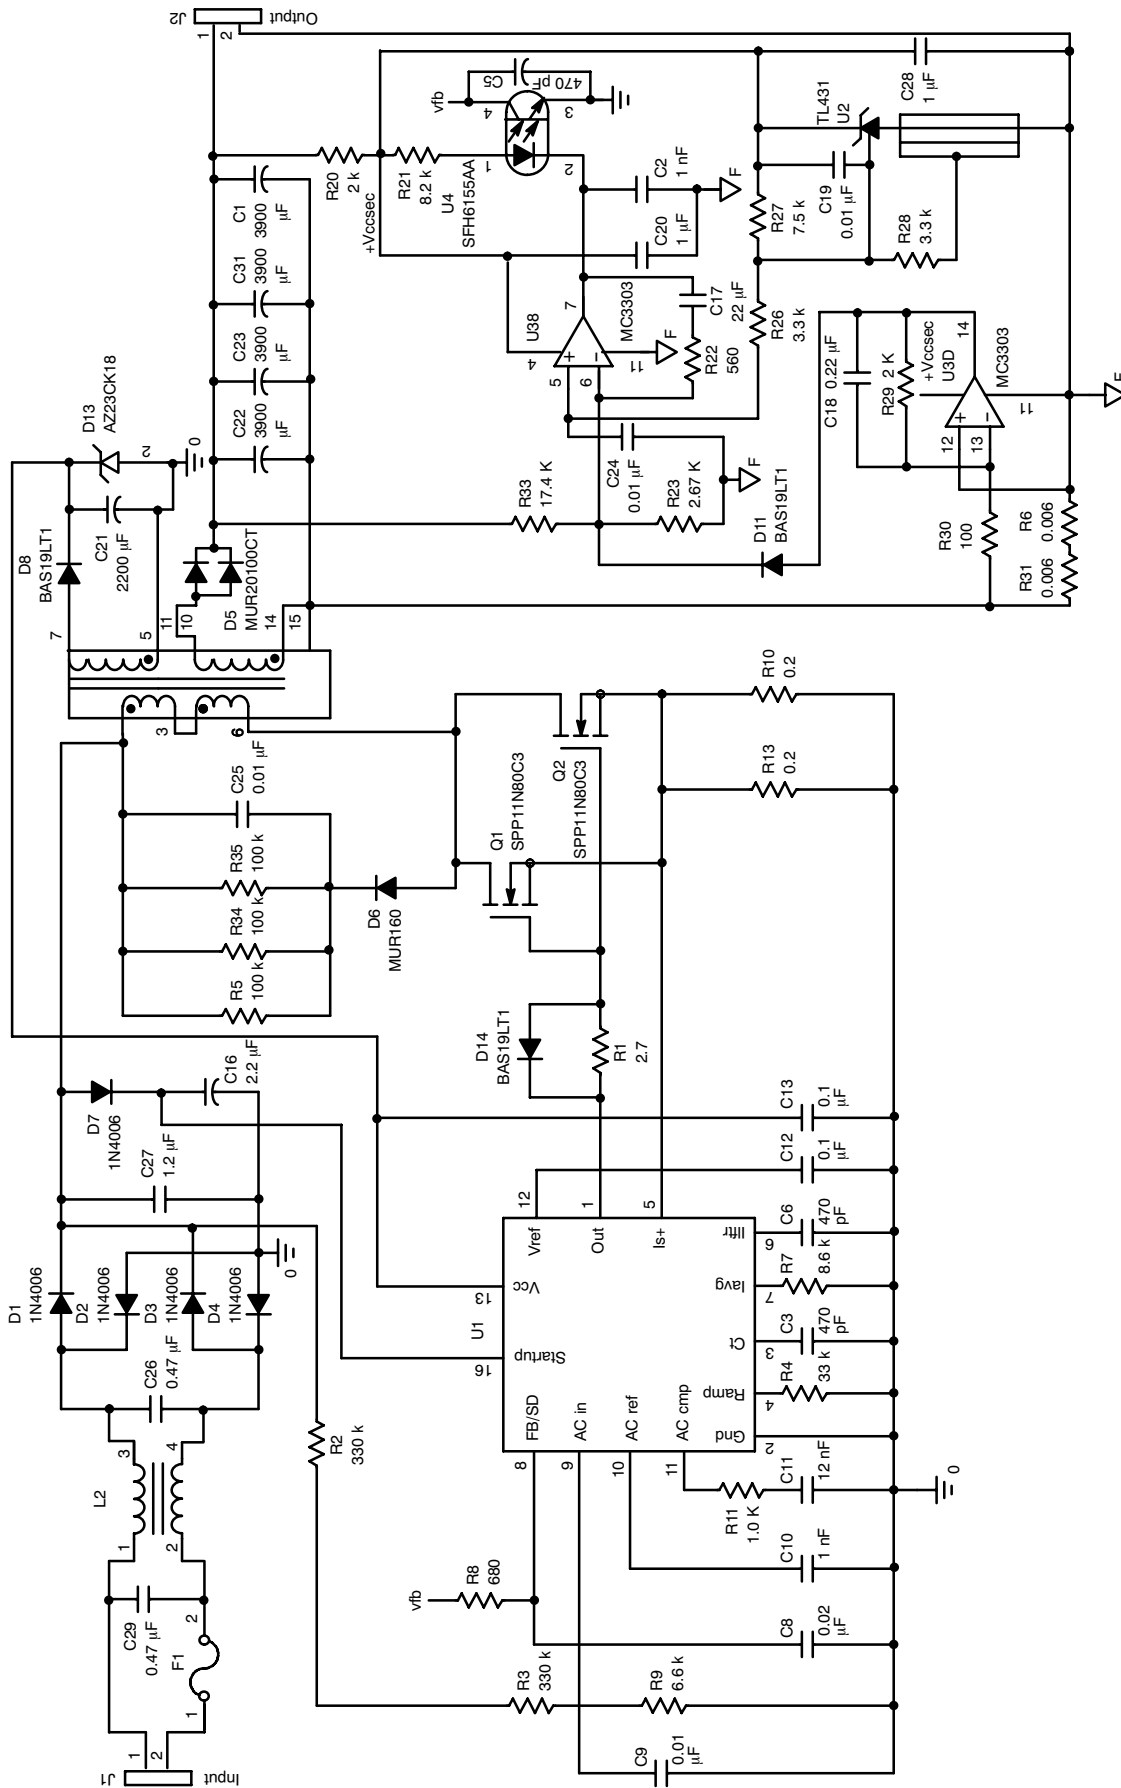 J1
Input
1
2
C29
0.47 µF
F1
1
2
L2
1
2
3
4
C26
0.47 µF
D1
1N4006
D2
1N4006
D3
1N4006
D4
1N4006
0
C27
1.2 µF
D7
1N4006
C16
2.2 µF
R2
330 k
R5
100 k
R34
100 k
R35
100 k
C25
0.01 µF
D6
MUR160
3
6
7
5
11
10
14
15
D8
BAS19LT1
C21
2200 µF
D13
AZ23CK18
2
0
D5
MUR20100CT
C22
3900
µF
C23
3900
µF
C31
3900
µF
C1
3900
µF
J2
Output
1
2
R20
2 k
+Vccsec
R21
8.2 k
U4
SFH6155AA
1
2
4
3
vfb
C5
470 pF
R33
17.4 K
R23
2.67 K
C24
0.01 µF
F
U38
MC3303
4
5
6
7
11
F
C20
1 µF
C2
1 nF
F
C17
22 µF
R22
560
R26
3.3 k
R27
7.5 k
C19
0.01 µF
R28
3.3 k
TL431
U2
C28
1 µF
D11
BAS19LT1
C18 0.22 µF
R29 2 K
+Vccsec
U3D
MC3303
12
13
14
11
F
R30
100
R31
0.006
R6
0.006
Q1
SPP11N80C3
Q2
SPP11N80C3
D14
BAS19LT1
R1
2.7
R13
0.2
R10
0.2
C13
0.1
µF
C12
0.1
µF
U1
16
Startup
13
Vcc
12
Vref
1
Out
5
Is+
8
FB/SD
9
AC in
10
AC ref
11
AC cmp
2
Gnd
4
Ramp
3
Ct
7
Iavg
6
Ilftr
R4
33 k
C3
470
pF
R7
8.6 k
C6
470
pF
R11
1.0 K
C11
12 nF
C10
1 nF
0
vfb
R8
680
C8
0.02
µF
R3
330 k
R9
6.6 k
C9
0.01
µF